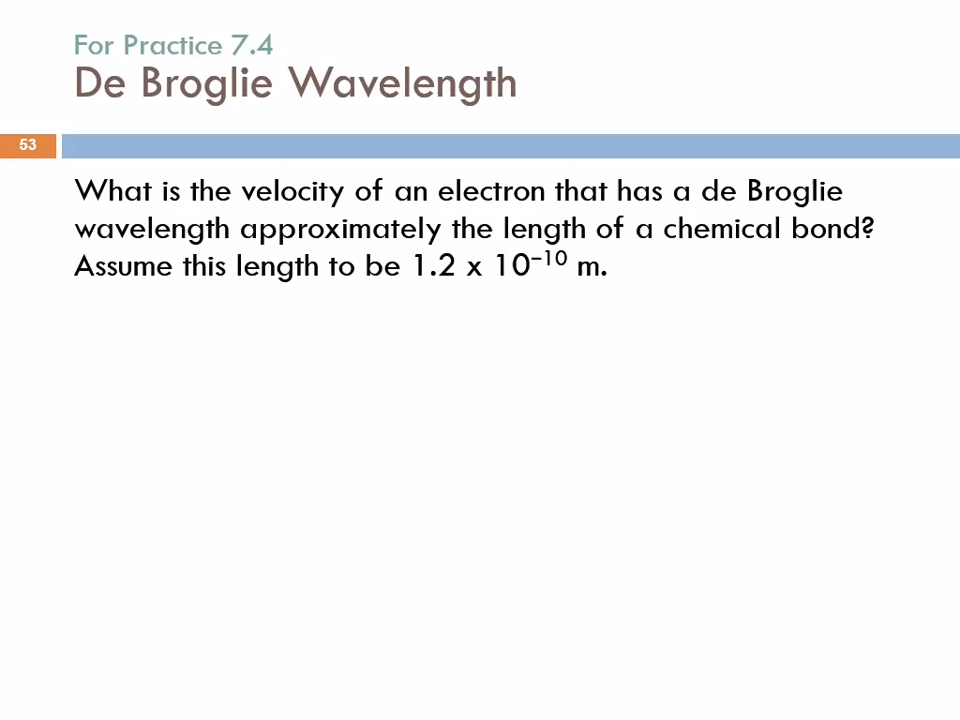 For Practice 7.4
De Broglie Wavelength
53
What is the velocity of an electron that has a de Broglie
wavelength approximately the length of a chemical bond?
Assume this length to be 1.2 x 10⁻¹⁰ m.